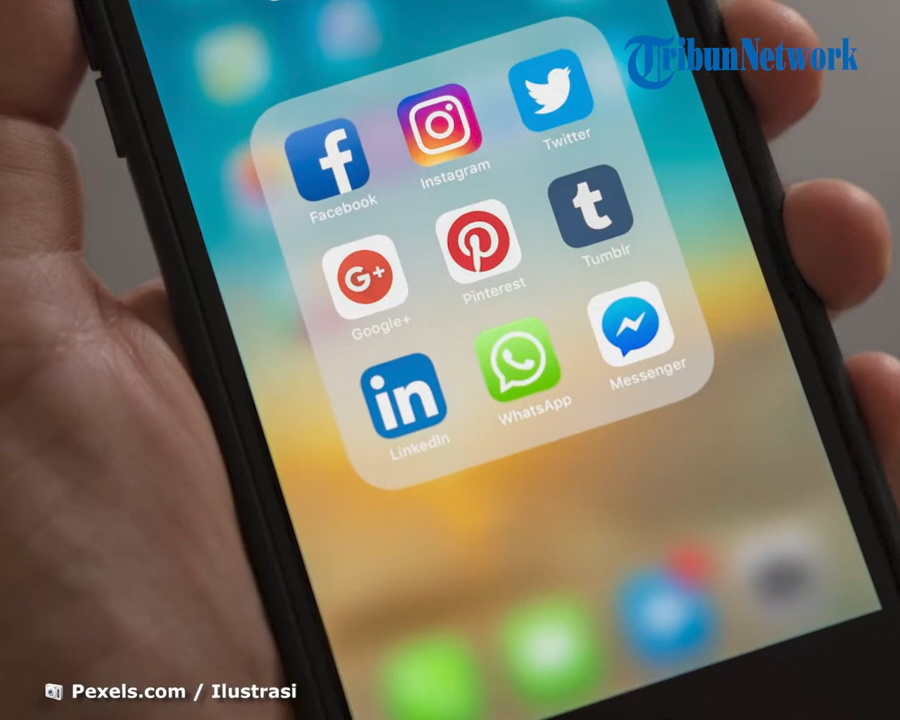 TribunNetwork
Facebook
Instagram
Twitter
Google+
Pinterest
Tumblr
LinkedIn
WhatsApp
Messenger
Pexels.com / Ilustrasi